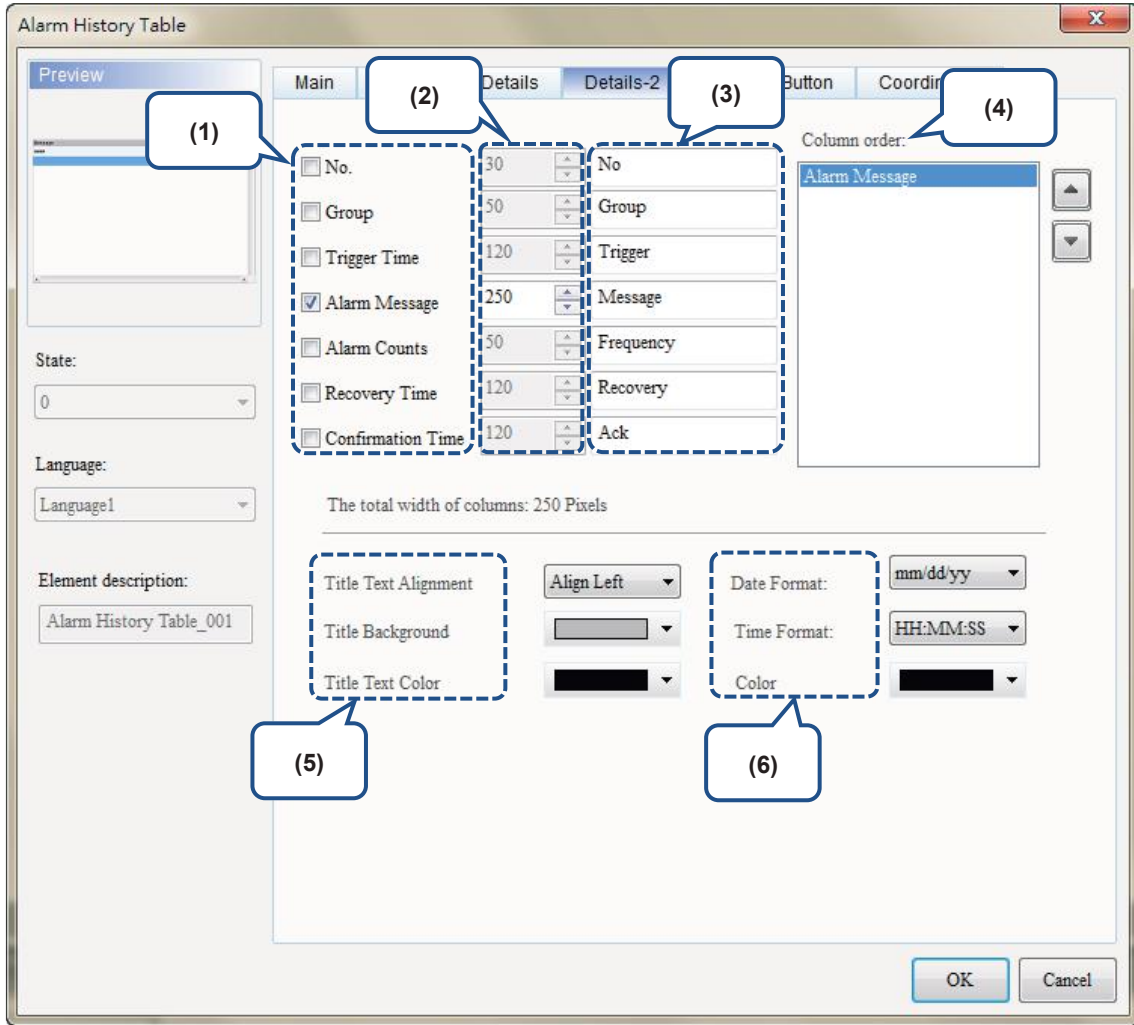 Alarm History Table
Preview
Main
Details
Details-2
Button
(1)
(2)
(3)
(4)
Column order:
No.
30
No
Alarm Message
Group
50
Group
Trigger Time
120
Trigger
Alarm Message
250
Message
Alarm Counts
50
Frequency
Recovery Time
120
Recovery
Confirmation Time
120
Ack
State:
0
Language:
Language1
Element description:
Alarm History Table_001
The total width of columns: 250 Pixels
Title Text Alignment
Align Left
Date Format:
mm/dd/yy
Title Background
Time Format:
HH:MM:SS
Title Text Color
Color
(5)
(6)
OK
Cancel